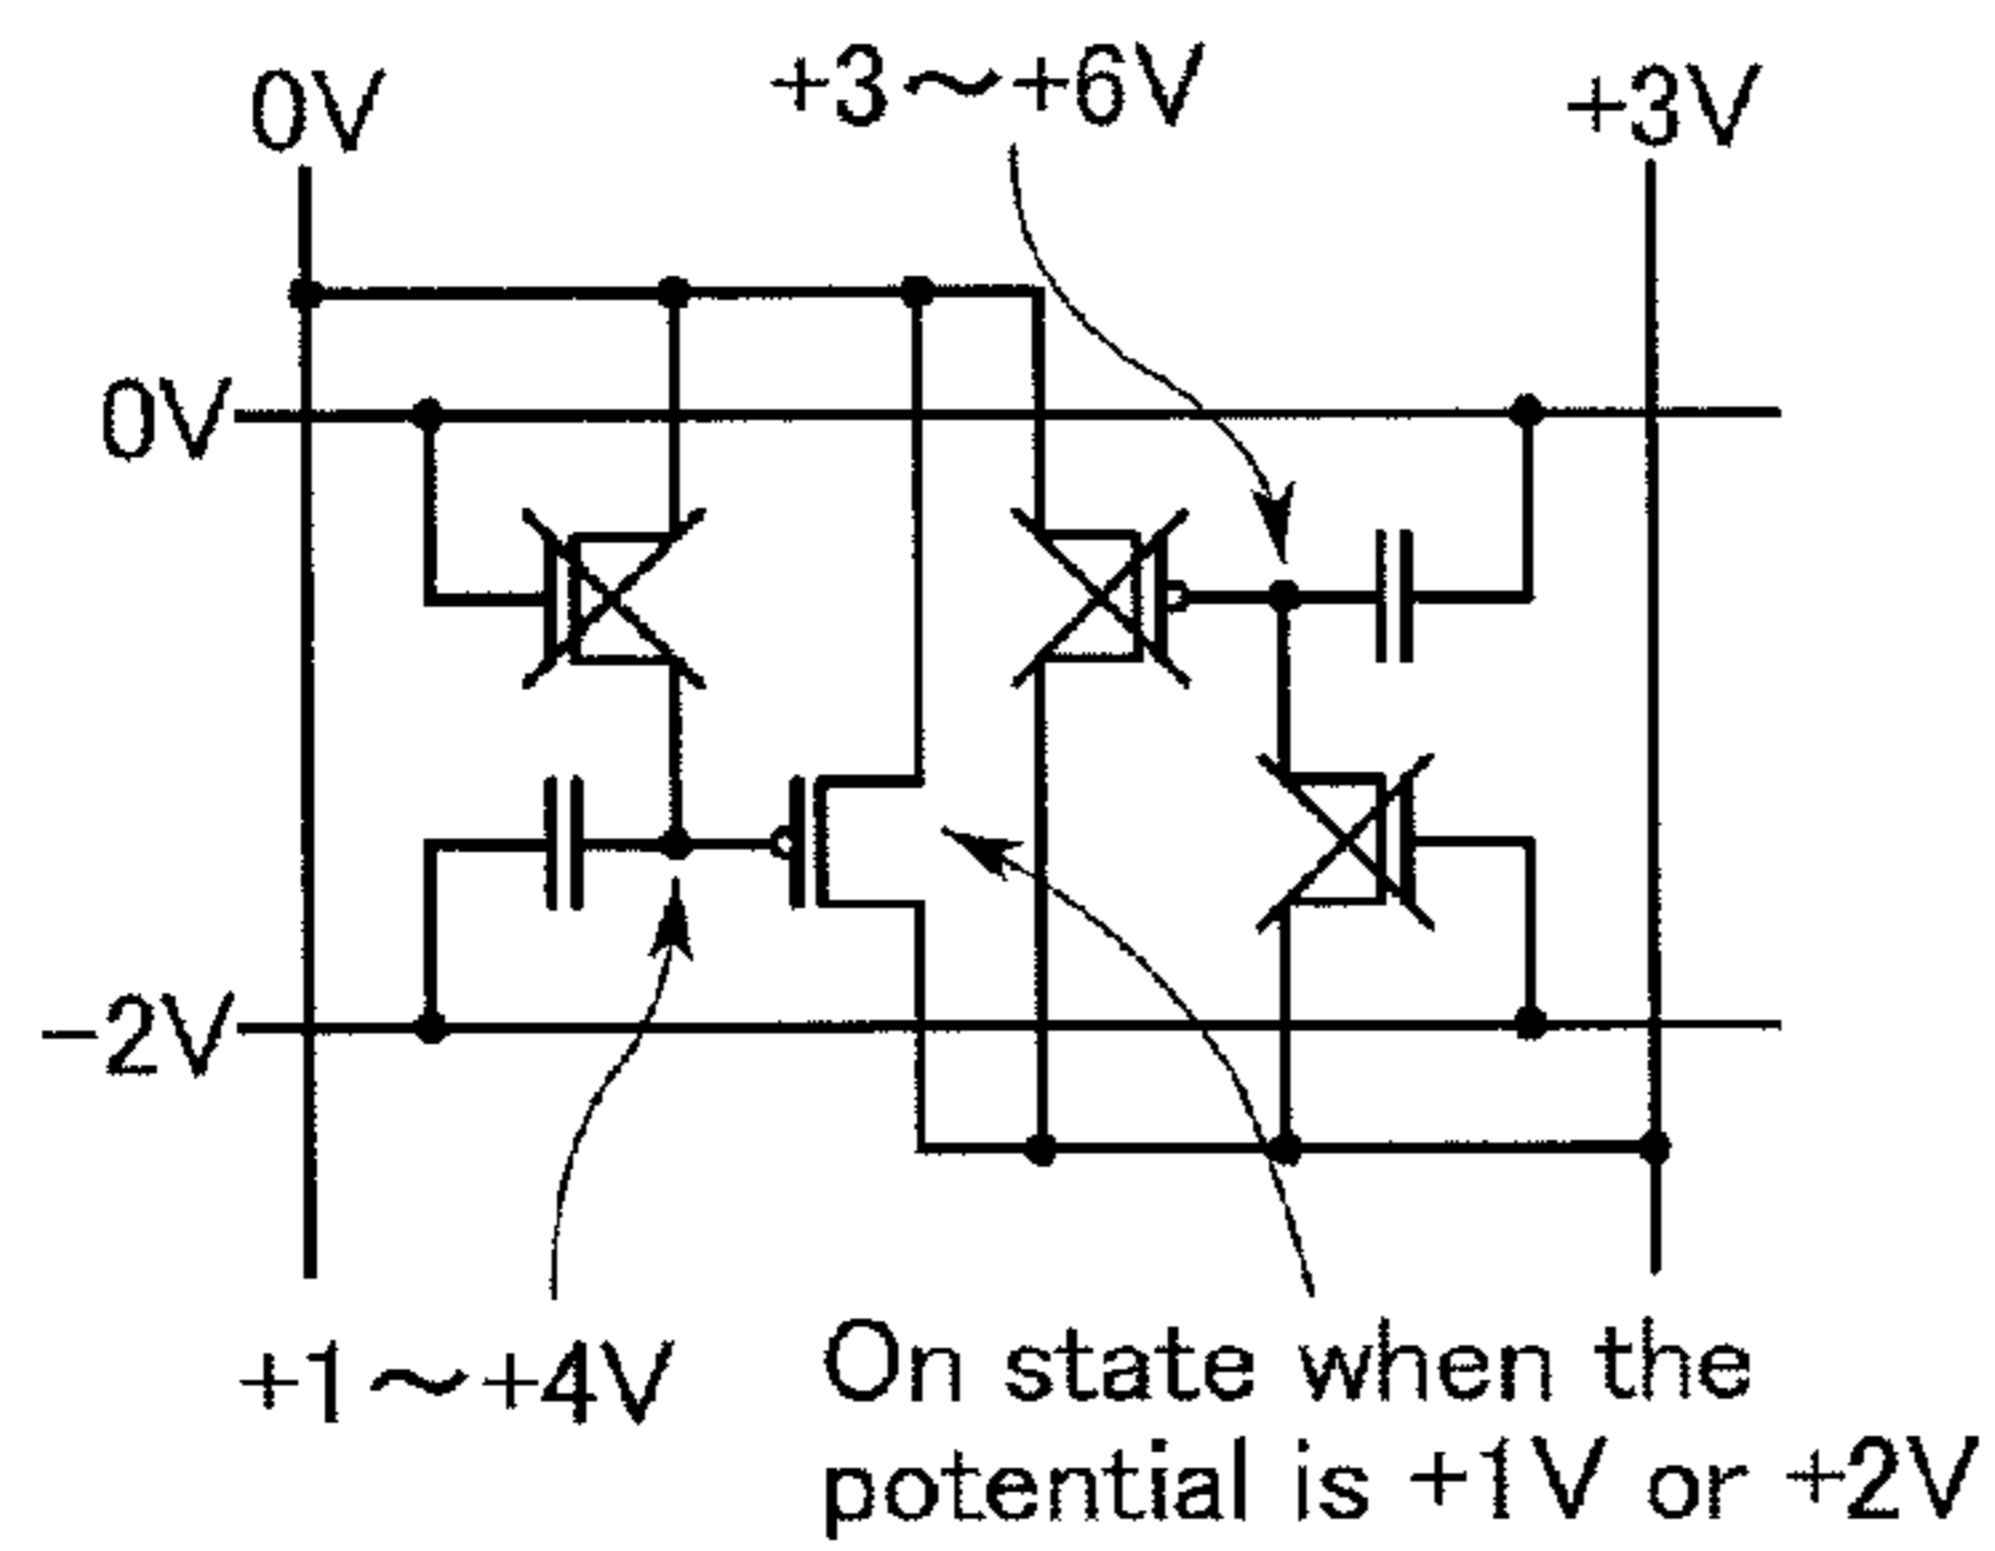 0V
+3～+6V
+3V
0V
-2V
+1～+4V
On state when the
potential is +1V or +2V